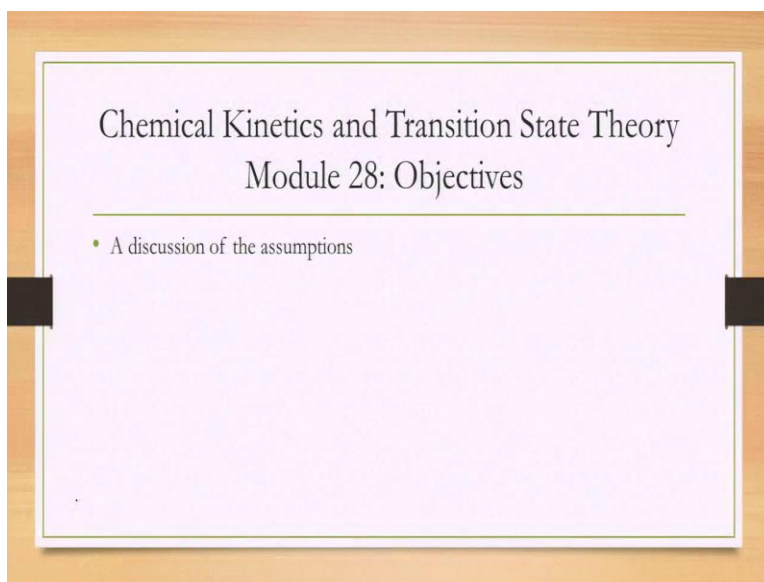 Chemical Kinetics and Transition State Theory
Module 28: Objectives
• A discussion of the assumptions